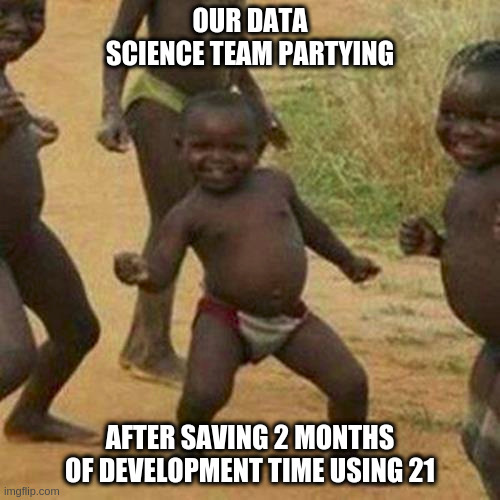 OUR DATA
SCIENCE TEAM PARTYING
AFTER SAVING 2 MONTHS
OF DEVELOPMENT TIME USING 21
imgflip.com